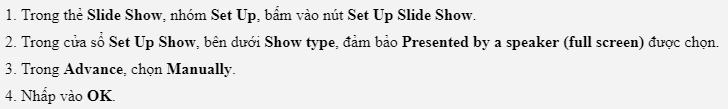 1. Trong thẻ Slide Show, nhóm Set Up, bấm vào nút Set Up Slide Show.
2. Trong cửa sổ Set Up Show, bên dưới Show type, đảm bảo Presented by a speaker (full screen) được chọn.
3. Trong Advance, chọn Manually.
4. Nhấp vào OK.